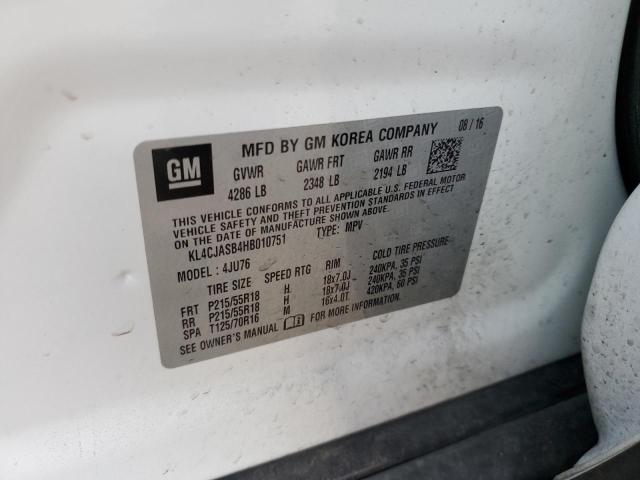 MFD BY GM KOREA COMPANY 08 / 16
GM
GVWR GAWR FRT GAWR RR
4286 LB 2348 LB 2194 LB
THIS VEHICLE CONFORMS TO ALL APPLICABLE U.S. FEDERAL MOTOR
VEHICLE SAFETY AND THEFT PREVENTION STANDARDS IN EFFECT ON
THE DATE OF MANUFACTURE SHOWN ABOVE.
KL4CJASB4HB010751 TYPE: MPV
MODEL : 4JU76
TIRE SIZE SPEED RTG RIM COLD TIRE PRESSURE
FRT P215/55R18 H 18x7.0J 240KPA, 35 PSI
RR P215/55R18 H 18x7.0J 240KPA, 35 PSI
SPA T125/70R16 M 16x4.0T 420KPA, 60 PSI
SEE OWNER'S MANUAL FOR MORE INFORMATION.